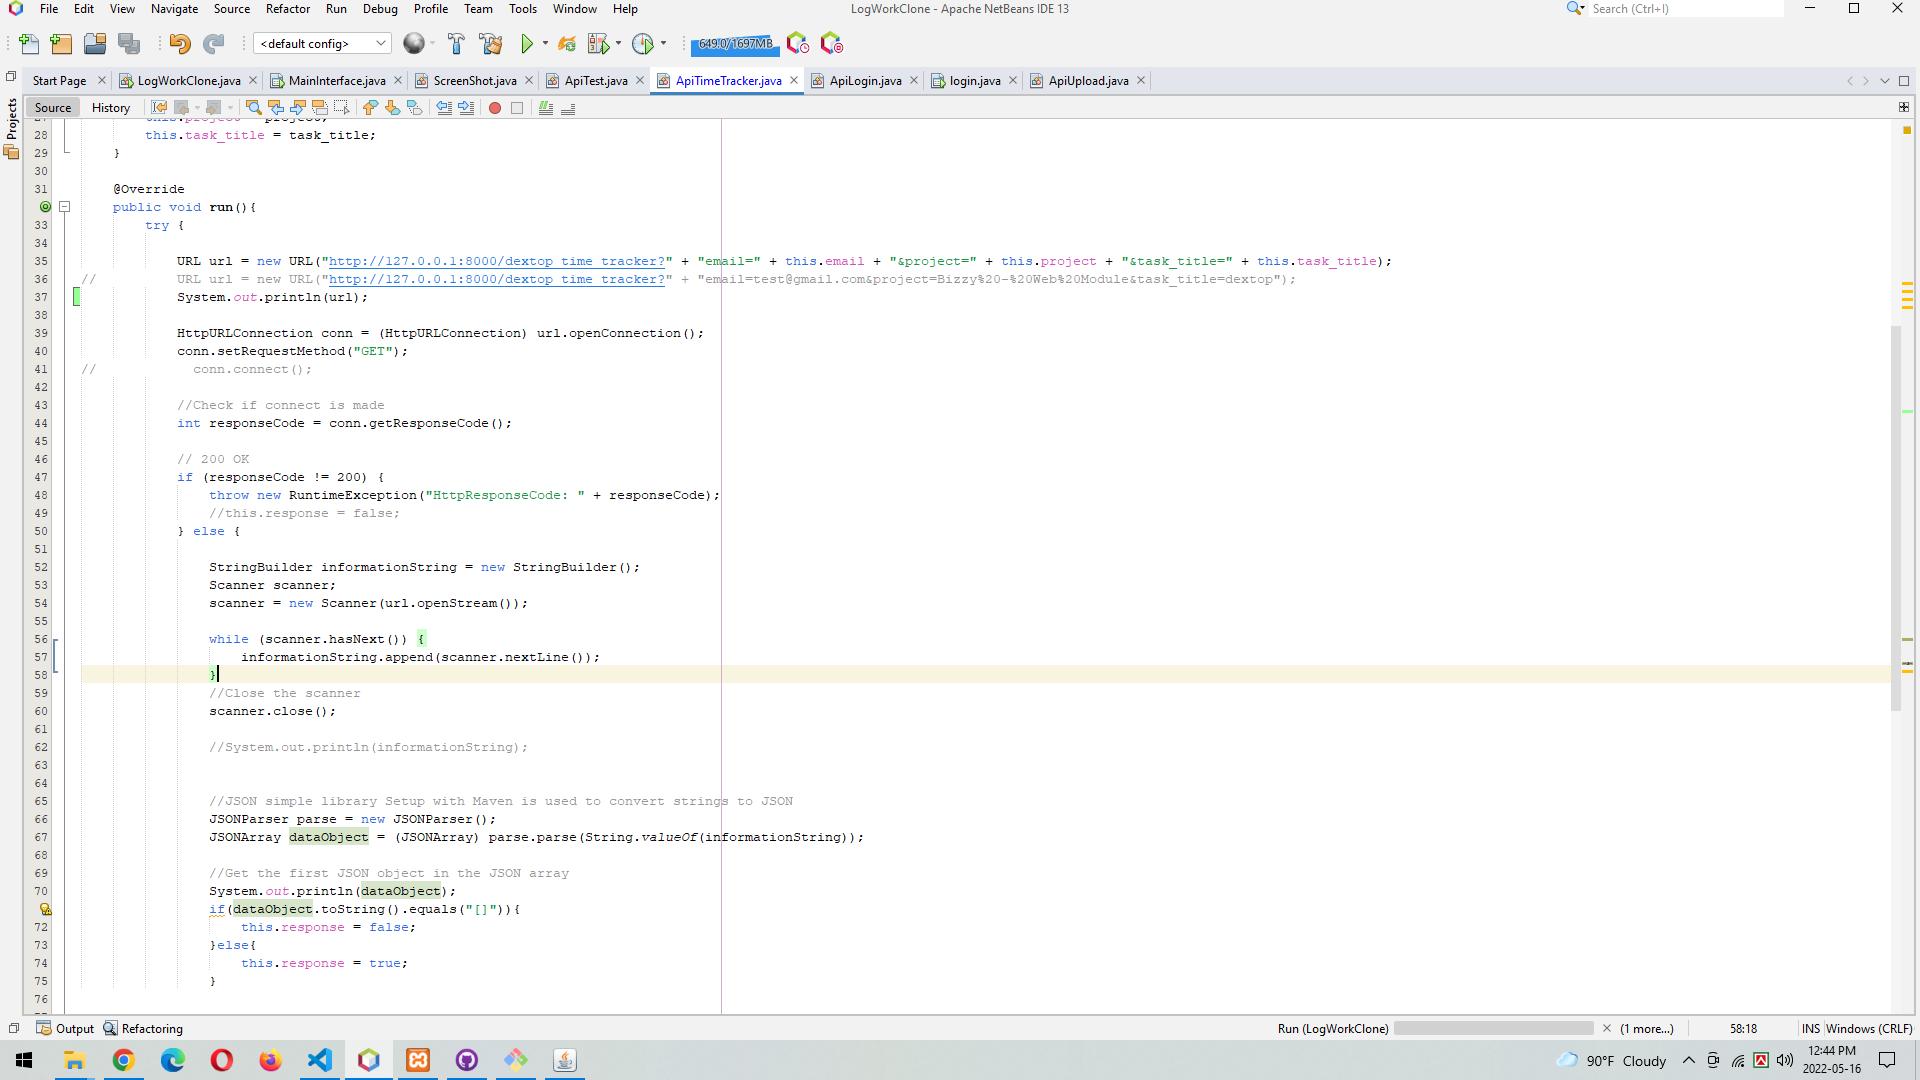 File Edit View Navigate Source Refactor Run Debug Profile Team Tools Window Help
LogWorkClone - Apache NetBeans IDE 13
Search (Ctrl+I)
<default config>
649.0/1697MB
Start Page LogWorkClone.java MainInterface.java ScreenShot.java ApiTest.java ApiTimeTracker.java ApiLogin.java login.java ApiUpload.java
Source History
Projects
28 this.task_title = task_title;
29 }
30
31 @Override
public void run(){
33 try {
34
35 URL url = new URL("http://127.0.0.1:8000/dextop_time_tracker?" + "email=" + this.email + "&project=" + this.project + "&task_title=" + this.task_title);
36 // URL url = new URL("http://127.0.0.1:8000/dextop_time_tracker?" + "email=test@gmail.com&project=Bizzy%20-%20Web%20Module&task_title=dextop");
37 System.out.println(url);
38
39 HttpURLConnection conn = (HttpURLConnection) url.openConnection();
40 conn.setRequestMethod("GET");
41 // conn.connect();
42
43 //Check if connect is made
44 int responseCode = conn.getResponseCode();
45
46 // 200 OK
47 if (responseCode != 200) {
48 throw new RuntimeException("HttpResponseCode: " + responseCode);
49 //this.response = false;
50 } else {
51
52 StringBuilder informationString = new StringBuilder();
53 Scanner scanner;
54 scanner = new Scanner(url.openStream());
55
56 while (scanner.hasNext()) {
57 informationString.append(scanner.nextLine());
58 }
59 //Close the scanner
60 scanner.close();
61
62 //System.out.println(informationString);
63
64
65 //JSON simple library Setup with Maven is used to convert strings to JSON
66 JSONParser parse = new JSONParser();
67 JSONArray dataObject = (JSONArray) parse.parse(String.valueOf(informationString));
68
69 //Get the first JSON object in the JSON array
70 System.out.println(dataObject);
if(dataObject.toString().equals("[]")){
72 this.response = false;
73 }else{
74 this.response = true;
75 }
76
Output Refactoring
Run (LogWorkClone) (1 more...) 58:18 INS Windows (CRLF)
90°F Cloudy
12:44 PM
2022-05-16